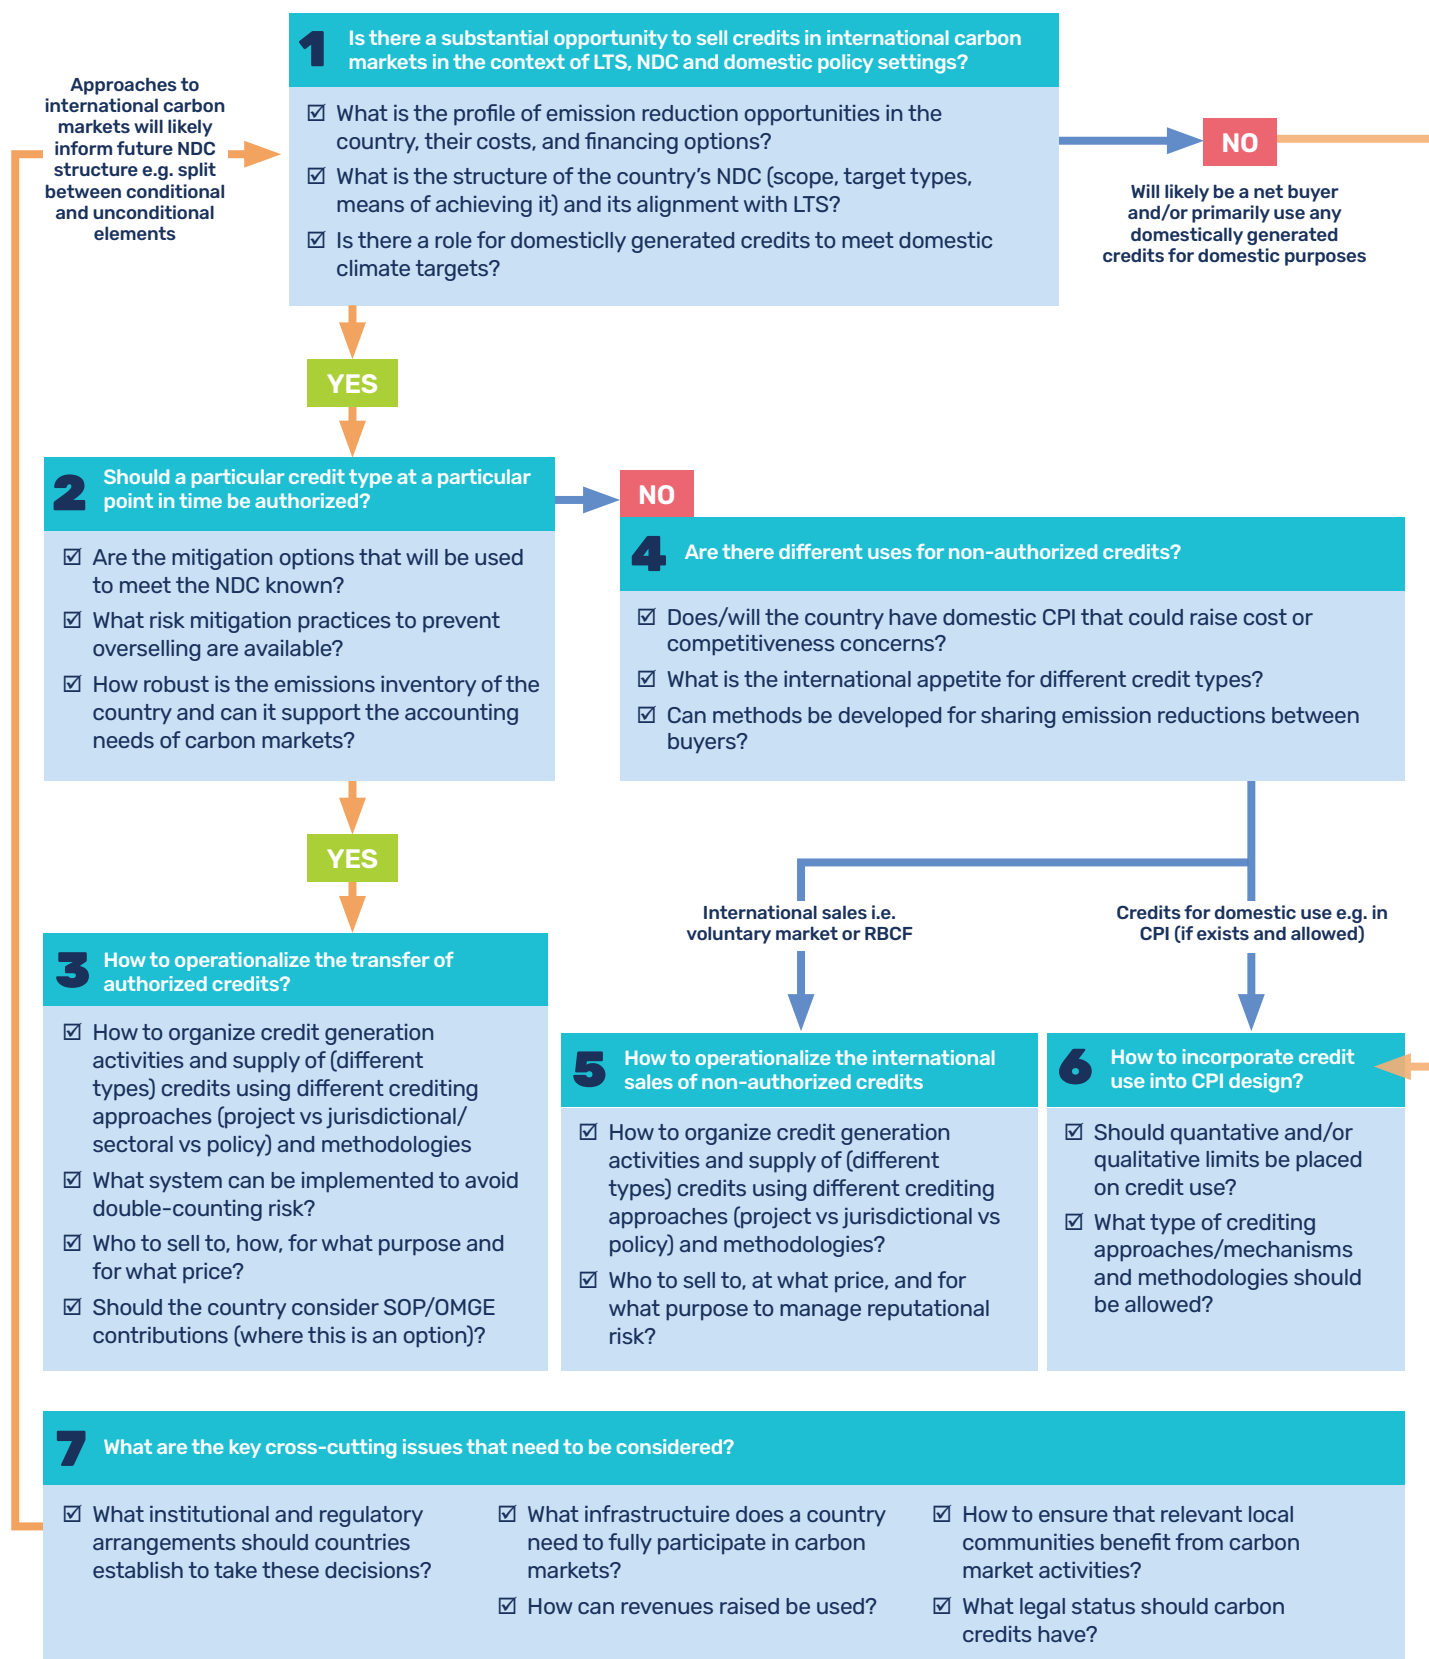 1
Is there a substantial opportunity to sell credits in international carbon
markets in the context of LTS, NDC and domestic policy settings?
Approaches to
international carbon
markets will likely
inform future NDC
structure e.g. split
between conditional
and unconditional
elements
☑ What is the profile of emission reduction opportunities in the
country, their costs, and financing options?
☑ What is the structure of the country's NDC (scope, target types,
means of achieving it) and its alignment with LTS?
☑ Is there a role for domesticlly generated credits to meet domestic
climate targets?
NO
Will likely be a net buyer
and/or primarily use any
domestically generated
credits for domestic purposes
YES
2
Should a particular credit type at a particular
point in time be authorized?
☑ Are the mitigation options that will be used
to meet the NDC known?
☑ What risk mitigation practices to prevent
overselling are available?
☑ How robust is the emissions inventory of the
country and can it support the accounting
needs of carbon markets?
NO
4
Are there different uses for non-authorized credits?
☑ Does/will the country have domestic CPI that could raise cost or
competitiveness concerns?
☑ What is the international appetite for different credit types?
☑ Can methods be developed for sharing emission reductions between
buyers?
YES
International sales i.e.
voluntary market or RBCF
Credits for domestic use e.g. in
CPI (if exists and allowed)
3
How to operationalize the transfer of
authorized credits?
☑ How to organize credit generation
activities and supply of (different
types) credits using different crediting
approaches (project vs jurisdictional/
sectoral vs policy) and methodologies
☑ What system can be implemented to avoid
double-counting risk?
☑ Who to sell to, how, for what purpose and
for what price?
☑ Should the country consider SOP/OMGE
contributions (where this is an option)?
5
How to operationalize the international
sales of non-authorized credits
☑ How to organize credit generation
activities and supply of (different
types) credits using different crediting
approaches (project vs jurisdictional vs
policy) and methodologies?
☑ Who to sell to, at what price, and for
what purpose to manage reputational
risk?
6
How to incorporate credit
use into CPI design?
☑ Should quantative and/or
qualitative limits be placed
on credit use?
☑ What type of crediting
approaches/mechanisms
and methodologies should
be allowed?
7
What are the key cross-cutting issues that need to be considered?
☑ What institutional and regulatory
arrangements should countries
establish to take these decisions?
☑ What infrastructuire does a country
need to fully participate in carbon
markets?
☑ How can revenues raised be used?
☑ How to ensure that relevant local
communities benefit from carbon
market activities?
☑ What legal status should carbon
credits have?